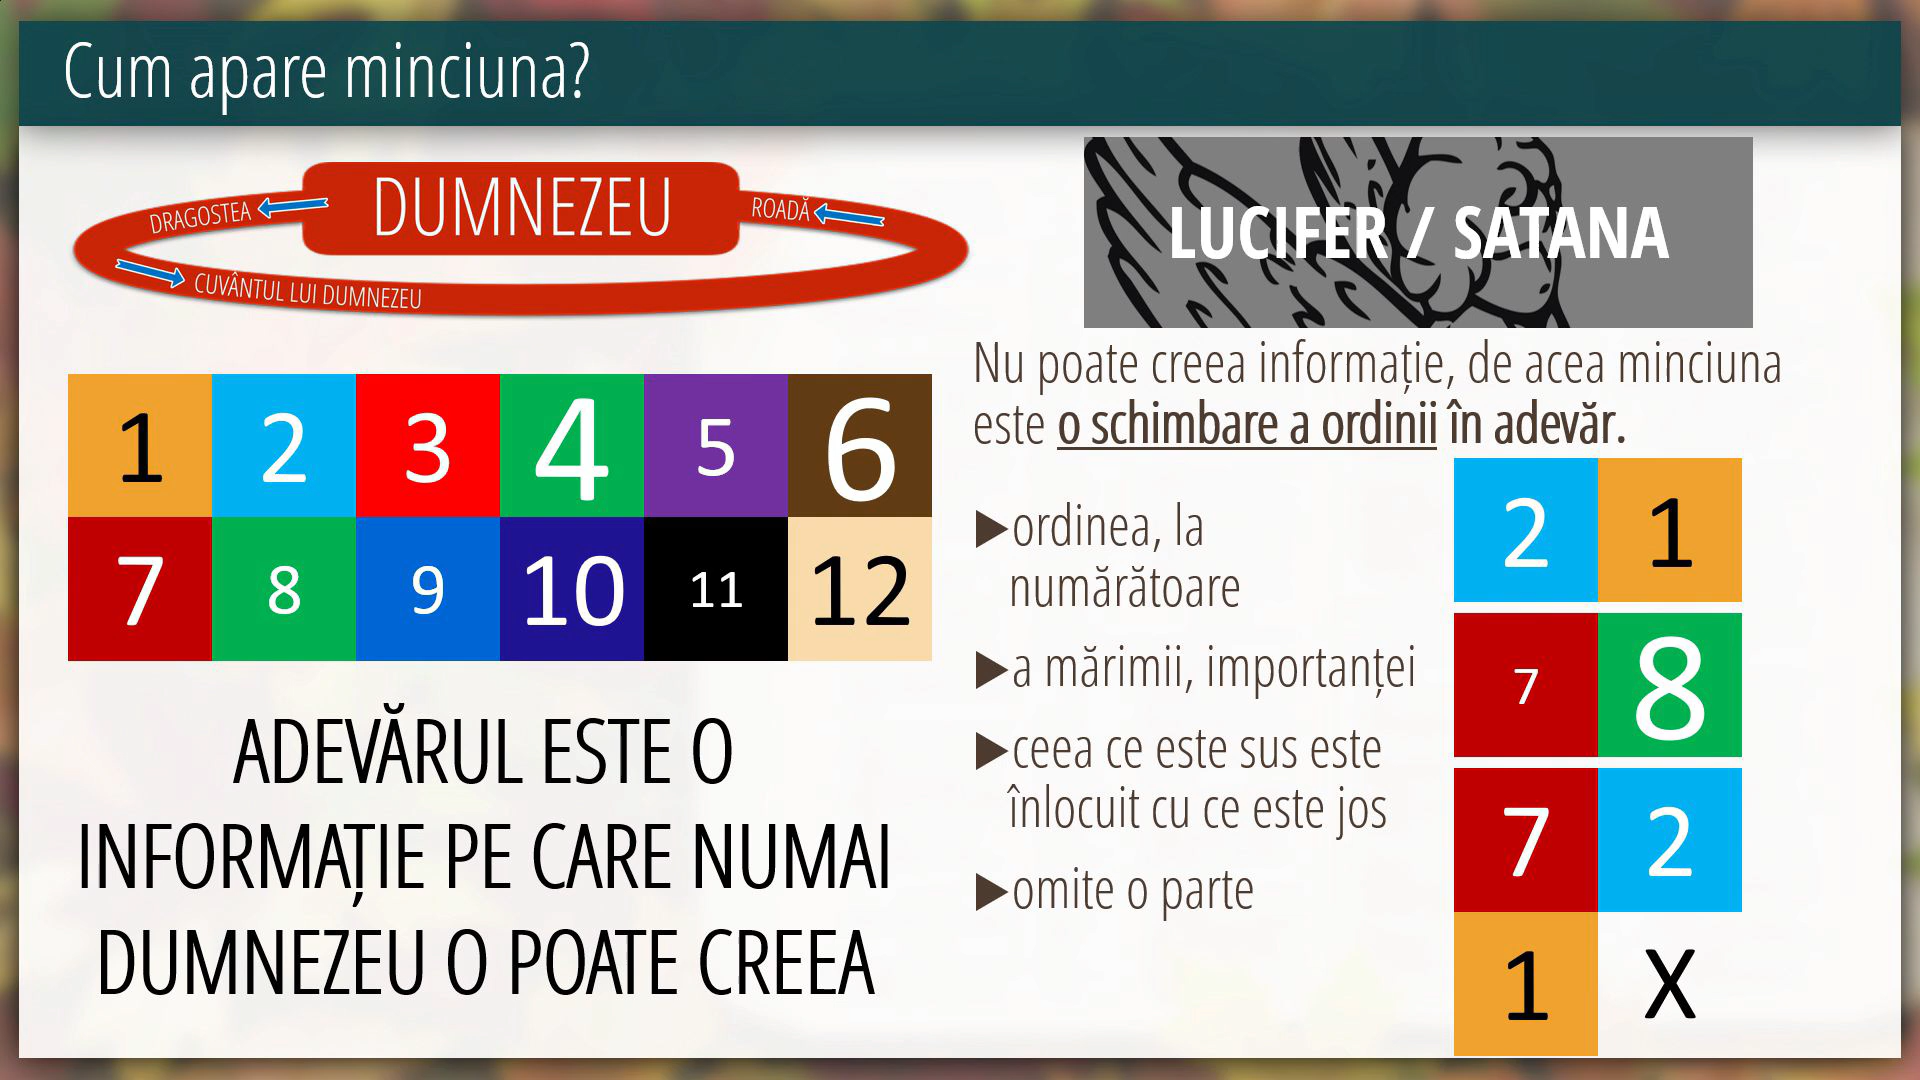 Cum apare minciuna?
DUMNEZEU
DRAGOSTEA
ROADĂ
CUVÂNTUL LUI DUMNEZEU
1 2 3 4 5 6
7 8 9 10 11 12
ADEVĂRUL ESTE O
INFORMAȚIE PE CARE NUMAI
DUMNEZEU O POATE CREEA
LUCIFER / SATANA
Nu poate creea informație, de acea minciuna
este o schimbare a ordinii în adevăr.
ordinea, la
numărătoare
a mărimii, importanței
ceea ce este sus este
înlocuit cu ce este jos
omite o parte
2 1
7 8
7 2
1 X